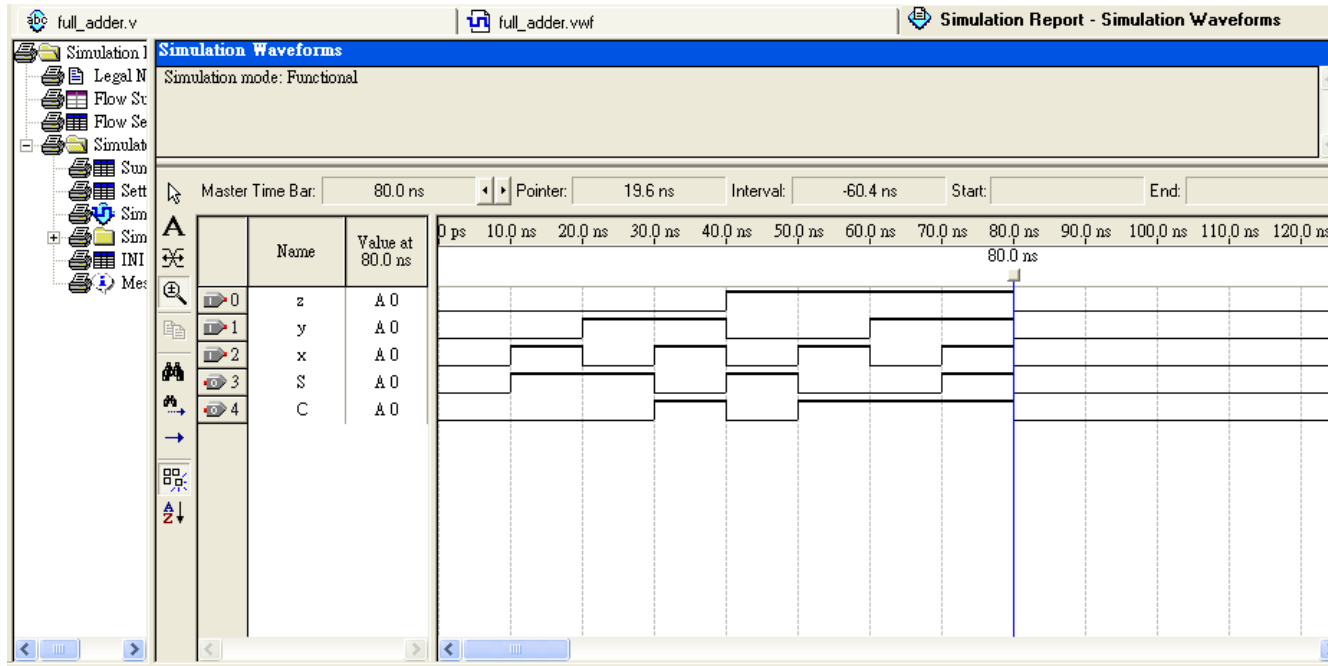 full_adder.v full_adder.vwf Simulation Report - Simulation Waveforms
Simulation Waveforms
Simulation mode: Functional
Simulation
Legal N
Flow Su
Flow Se
Simulat
Sum
Sett
Sim
Sim
INI
Mes
Master Time Bar: 80.0 ns Pointer: 19.6 ns Interval: -60.4 ns Start: End:
Name Value at
80.0 ns
0 ps 10.0 ns 20.0 ns 30.0 ns 40.0 ns 50.0 ns 60.0 ns 70.0 ns 80.0 ns 90.0 ns 100.0 ns 110.0 ns 120.0 ns
80.0 ns
0 z A 0
1 y A 0
2 x A 0
3 S A 0
4 C A 0